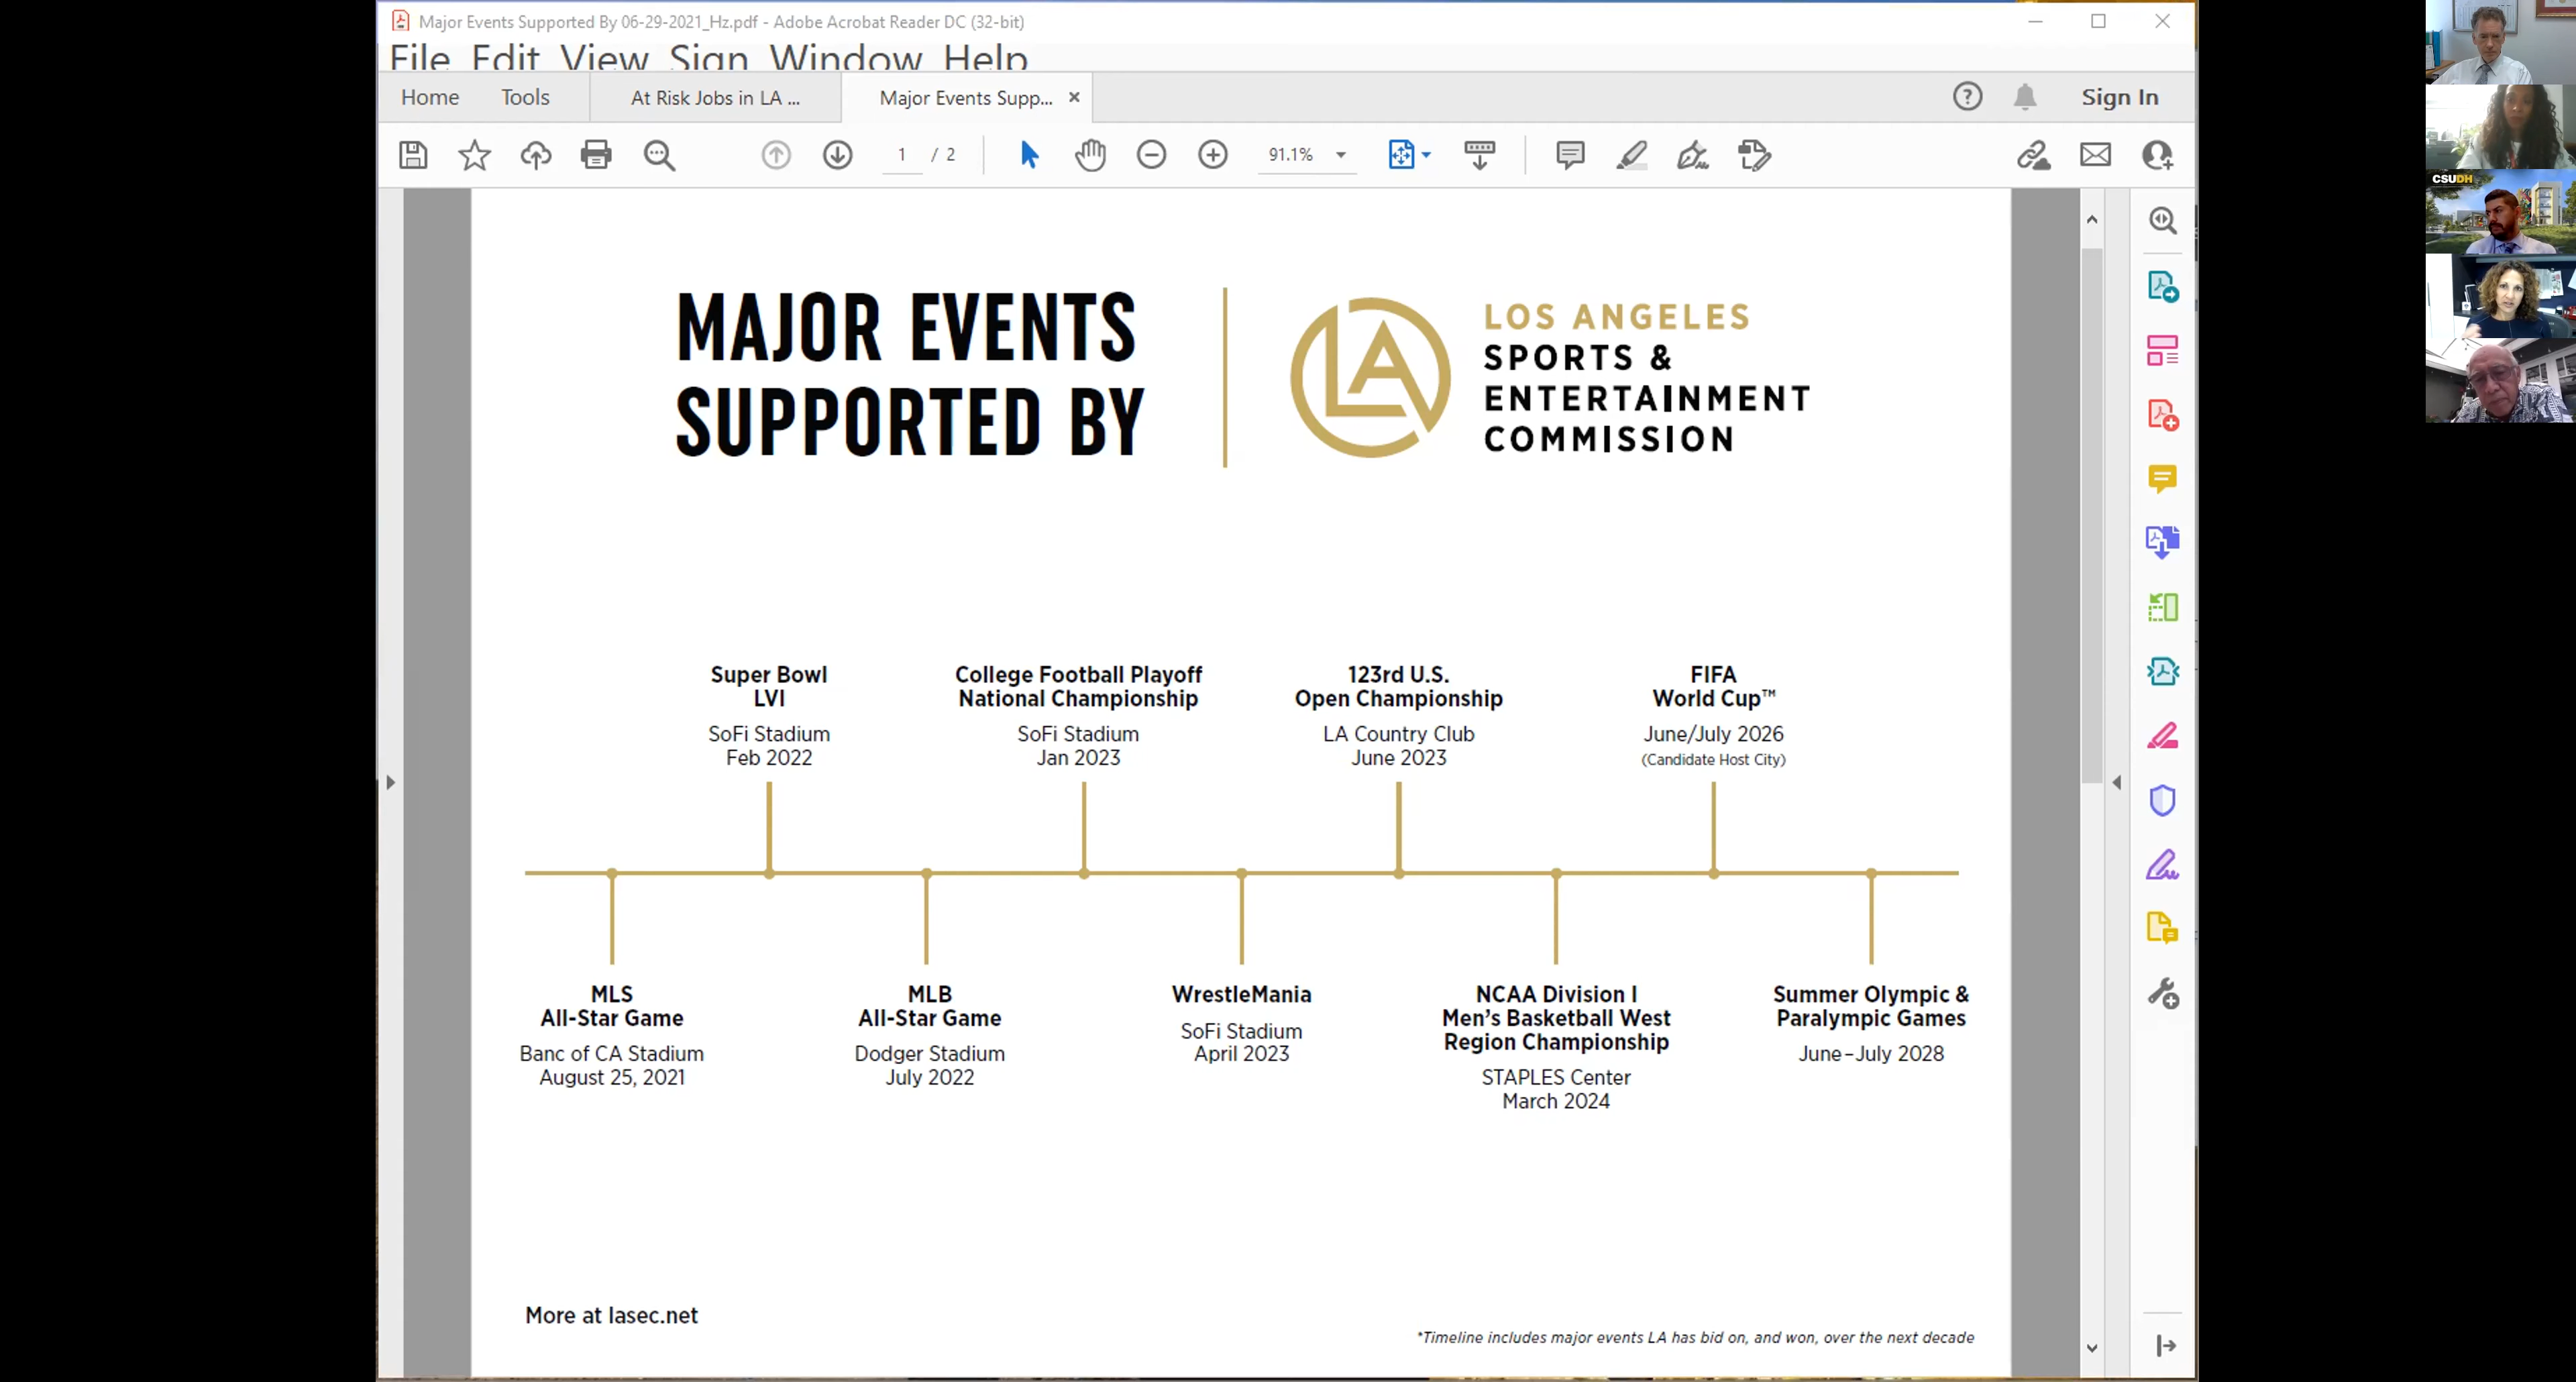 Major Events Supported By 06-29-2021_Hz.pdf - Adobe Acrobat Reader DC (32-bit)
File Edit View Sign Window Help
Home Tools At Risk Jobs in LA ... Major Events Supp... Sign In
1 / 2 91.1%
MAJOR EVENTS
SUPPORTED BY
LA
LOS ANGELES
SPORTS &
ENTERTAINMENT
COMMISSION
Super Bowl
LVI
SoFi Stadium
Feb 2022
College Football Playoff
National Championship
SoFi Stadium
Jan 2023
123rd U.S.
Open Championship
LA Country Club
June 2023
FIFA
World Cup™
June/July 2026
(Candidate Host City)
MLS
All-Star Game
Banc of CA Stadium
August 25, 2021
MLB
All-Star Game
Dodger Stadium
July 2022
WrestleMania
SoFi Stadium
April 2023
NCAA Division I
Men's Basketball West
Region Championship
STAPLES Center
March 2024
Summer Olympic &
Paralympic Games
June–July 2028
More at lasec.net
*Timeline includes major events LA has bid on, and won, over the next decade
CSUDH